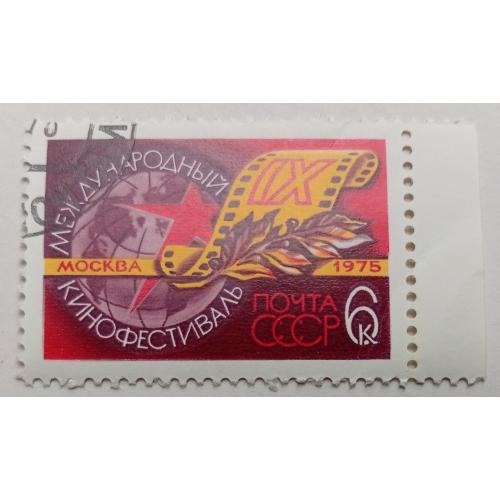 МЕЖДУНАРОДНЫЙ
КИНОФЕСТИВАЛЬ
IX
МОСКВА 1975
ПОЧТА
СССР
6к.